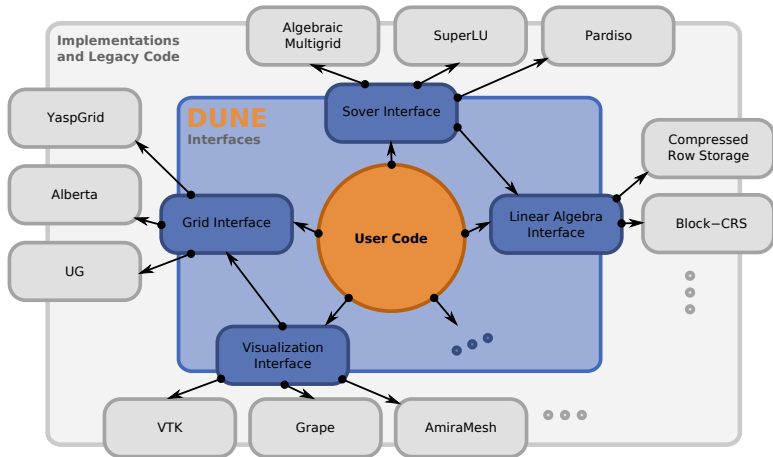 Implementations
and Legacy Code
Algebraic
Multigrid
SuperLU
Pardiso
DUNE
Interfaces
Sover Interface
YaspGrid
Compressed
Row Storage
Alberta
Grid Interface
User Code
Linear Algebra
Interface
Block−CRS
UG
Visualization
Interface
VTK
Grape
AmiraMesh